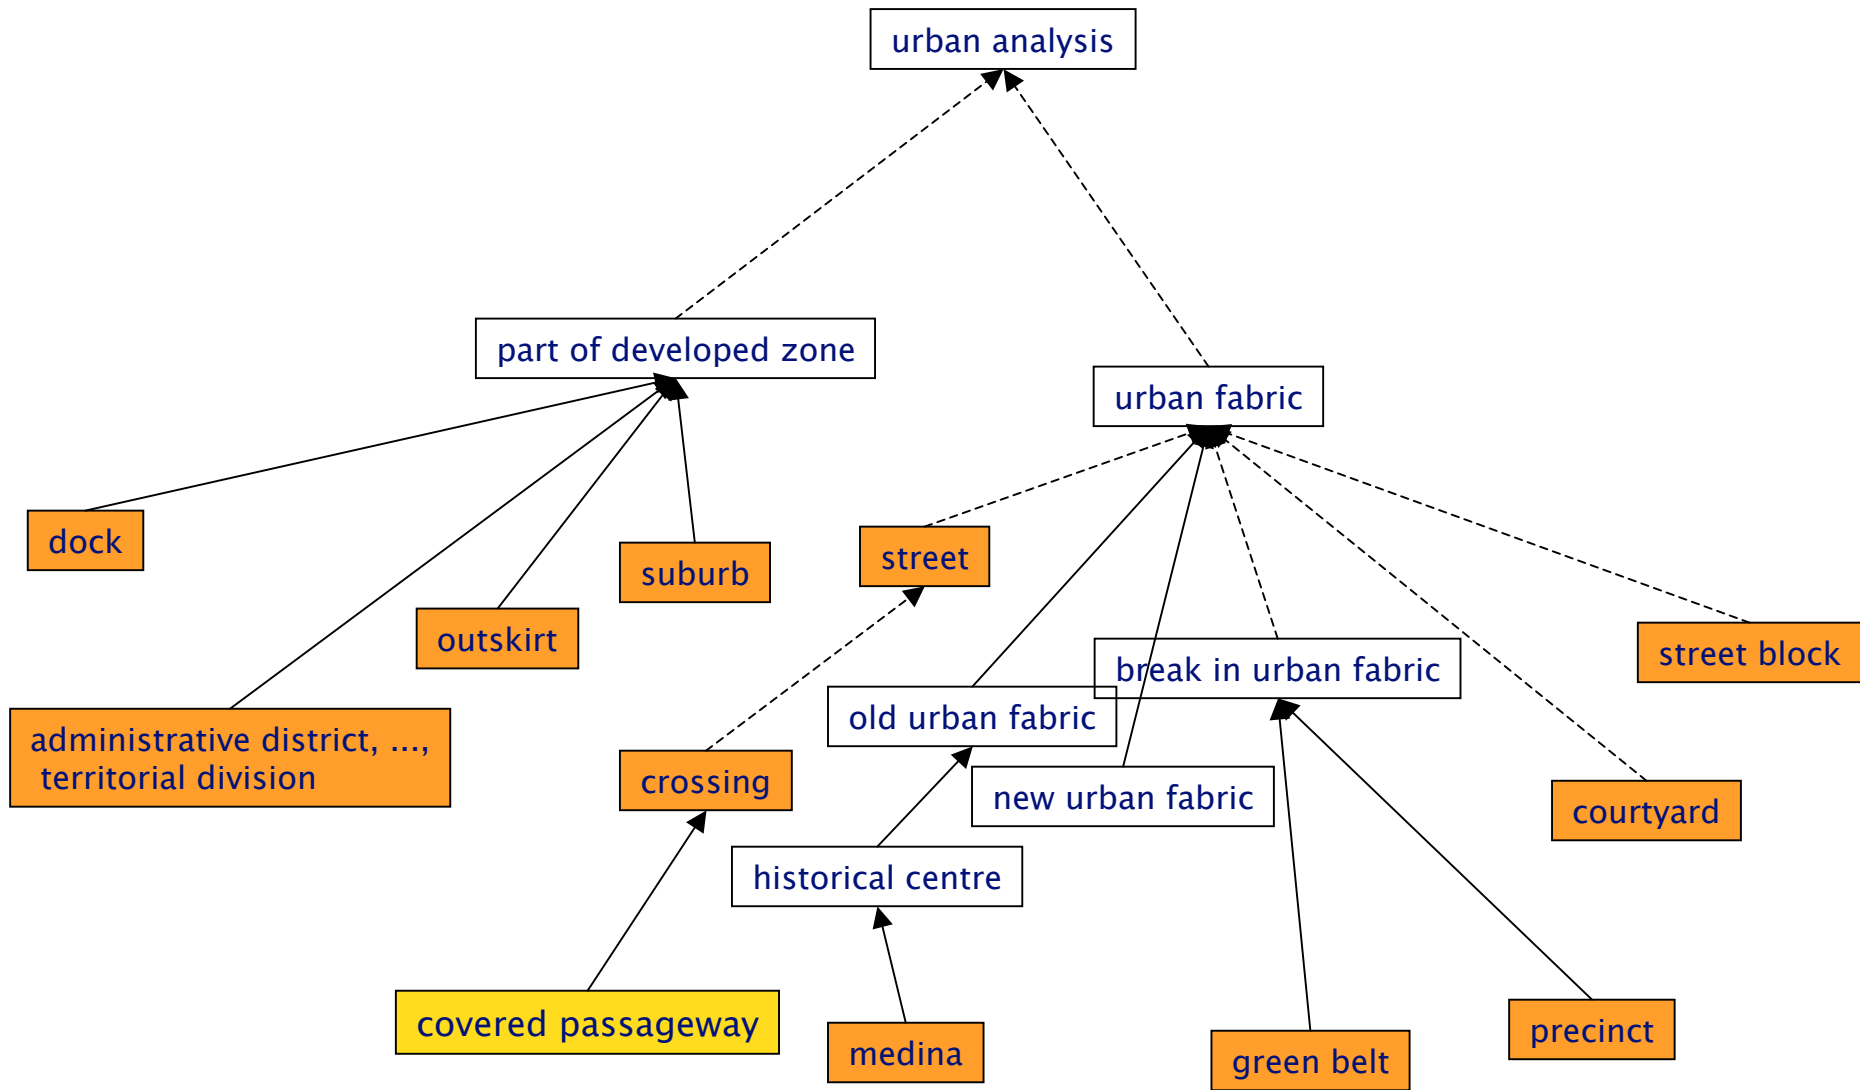 urban analysis
part of developed zone
urban fabric
dock
street
suburb
outskirt
street block
break in urban fabric
old urban fabric
administrative district, ...,
territorial division
crossing
new urban fabric
courtyard
historical centre
covered passageway
precinct
medina
green belt